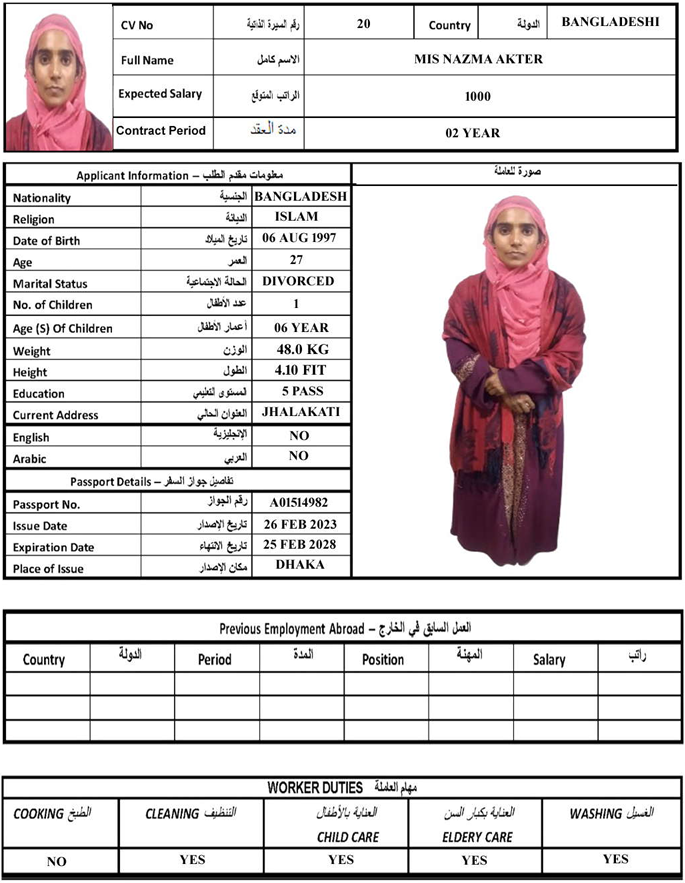 CV No رقم السيرة الذاتية 20 Country الدولة BANGLADESHI
Full Name الاسم كامل MIS NAZMA AKTER
Expected Salary الراتب المتوقع 1000
Contract Period مدة العقد 02 YEAR
Applicant Information – معلومات مقدم الطلب
صورة للعاملة
Nationality الجنسية BANGLADESH
Religion الديانة ISLAM
Date of Birth تاريخ الميلاد 06 AUG 1997
Age العمر 27
Marital Status الحالة الاجتماعية DIVORCED
No. of Children عدد الأطفال 1
Age (S) Of Children أعمار الأطفال 06 YEAR
Weight الوزن 48.0 KG
Height الطول 4.10 FIT
Education المستوى التعليمي 5 PASS
Current Address العنوان الحالي JHALAKATI
English الإنجليزية NO
Arabic العربي NO
Passport Details – تفاصيل جواز السفر
Passport No. رقم الجواز A01514982
Issue Date تاريخ الإصدار 26 FEB 2023
Expiration Date تاريخ الانتهاء 25 FEB 2028
Place of Issue مكان الإصدار DHAKA
Previous Employment Abroad – العمل السابق في الخارج
Country الدولة Period المدة Position المهنة Salary راتب
WORKER DUTIES مهام العاملة
COOKING الطبخ CLEANING التنظيف العناية بالأطفال العناية بكبار السن WASHING الغسيل
CHILD CARE ELDERY CARE
NO YES YES YES YES